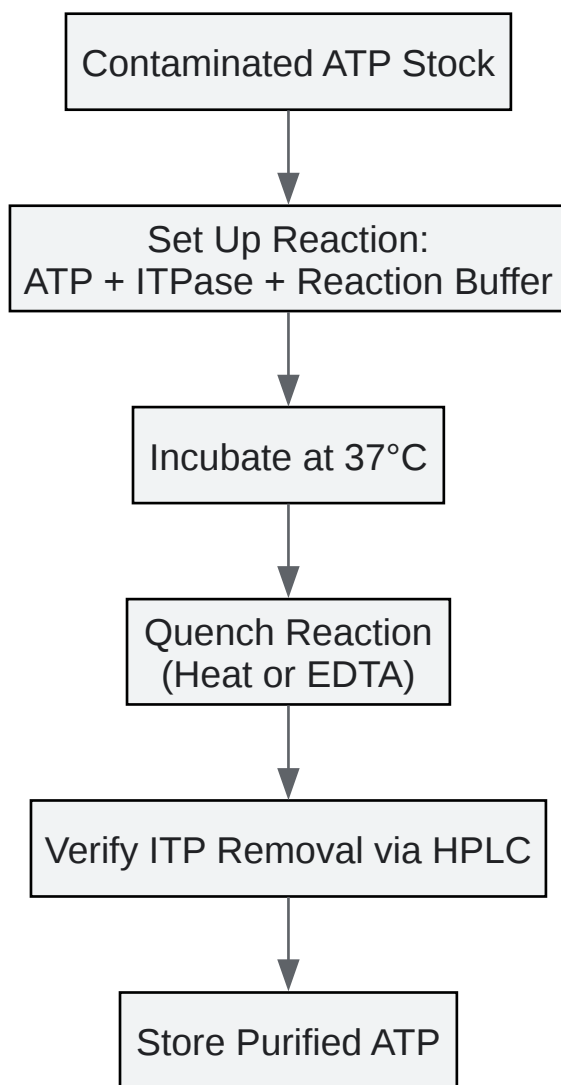 Contaminated ATP Stock
Set Up Reaction:
ATP + ITPase + Reaction Buffer
Incubate at 37°C
Quench Reaction
(Heat or EDTA)
Verify ITP Removal via HPLC
Store Purified ATP